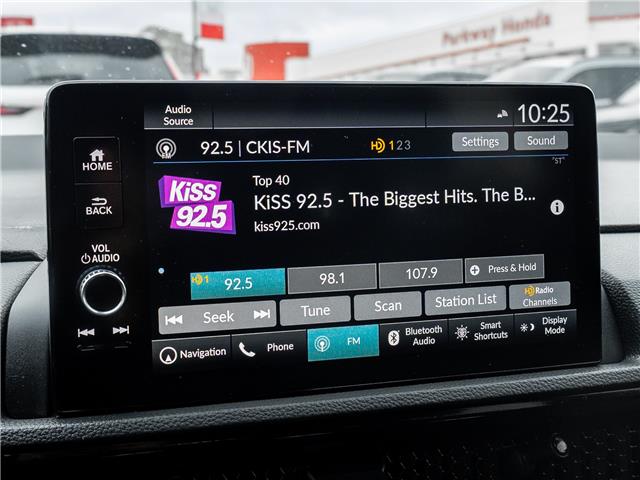 Parkway Honda
Audio
Source
10:25
FM
92.5 | CKIS-FM
HD 1 2 3
Settings
Sound
"ST"
HOME
KiSS
92.5
Top 40
KiSS 92.5 - The Biggest Hits. The B...
kiss925.com
i
BACK
VOL
AUDIO
HD 1
92.5
98.1
107.9
+ Press & Hold
Seek
Tune
Scan
Station List
HD Radio
Channels
Navigation
Phone
FM
Bluetooth
Audio
Smart
Shortcuts
Display
Mode